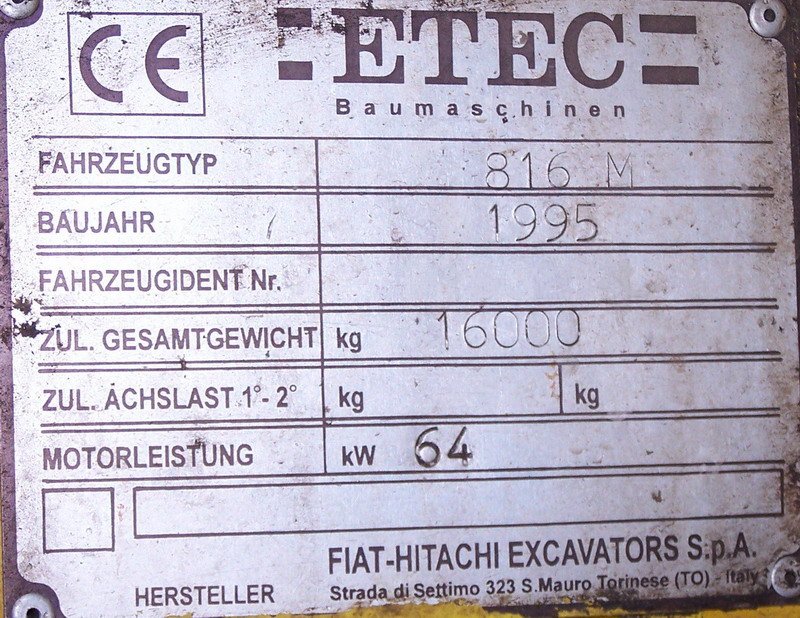 CE
ETEC
Baumaschinen
FAHRZEUGTYP 816 M
BAUJAHR 1995
FAHRZEUGIDENT Nr.
ZUL. GESAMTGEWICHT kg 16000
ZUL. ACHSLAST 1°- 2° kg kg
MOTORLEISTUNG kW 64
FIAT-HITACHI EXCAVATORS S.p.A.
HERSTELLER Strada di Settimo 323 S.Mauro Torinese (TO) - Italy